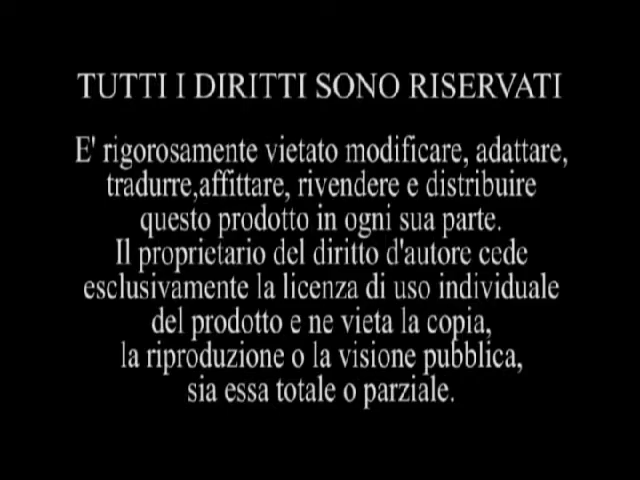 TUTTI I DIRITTI SONO RISERVATI
E' rigorosamente vietato modificare, adattare,
tradurre,affittare, rivendere e distribuire
questo prodotto in ogni sua parte.
Il proprietario del diritto d'autore cede
esclusivamente la licenza di uso individuale
del prodotto e ne vieta la copia,
la riproduzione o la visione pubblica,
sia essa totale o parziale.